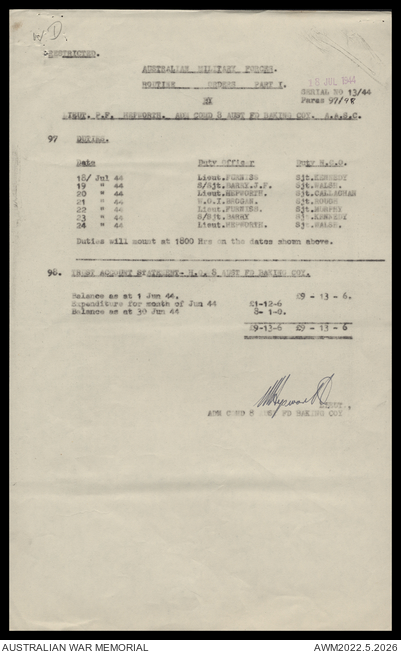 W.D.
RESTRICTED.
AUSTRALIAN MILITARY FORCES.
18 JUL 1944
ROUTINE ORDERS PART I.
SERIAL NO 13/44
BY
Paras 97/98
LIEUT. P.F. HEPWORTH. ADM COMD 8 AUST FD BAKING COY. A.A.S.C.
97 DUTIES.
Date Duty Officer Duty N.C.O.
18/ Jul 44 Lieut. FURNISS Sjt. KENNEDY
19 " 44 S/Sjt. BARRY.J.F. Sjt. WALSH.
20 " 44 Lieut. HEPWORTH. Sjt. CALLAGHAN
21 " 44 W.O.I. BROGAN. Sjt. ROUGH
22 " 44 Lieut. FURNISS. Sjt. MURPHY
23 " 44 S/Sjt. BARRY Sjt. KENNEDY
24 " 44 Lieut. HEPWORTH. Sjt. WALSH.
Duties will mount at 1800 Hrs on the dates shown above.
98. TRUST ACCOUNT STATEMENT- H.Q. 8 AUST FD BAKING COY.
Balance as at 1 Jun 44. £9 - 13 - 6.
Expenditure for month of Jun 44 £1-12-6
Balance as at 30 Jun 44 8- 1-0.
£9-13-6 £9 - 13 - 6.
ADM COMD 8 AUST FD BAKING COY
AUSTRALIAN WAR MEMORIAL AWM2022.5.2026